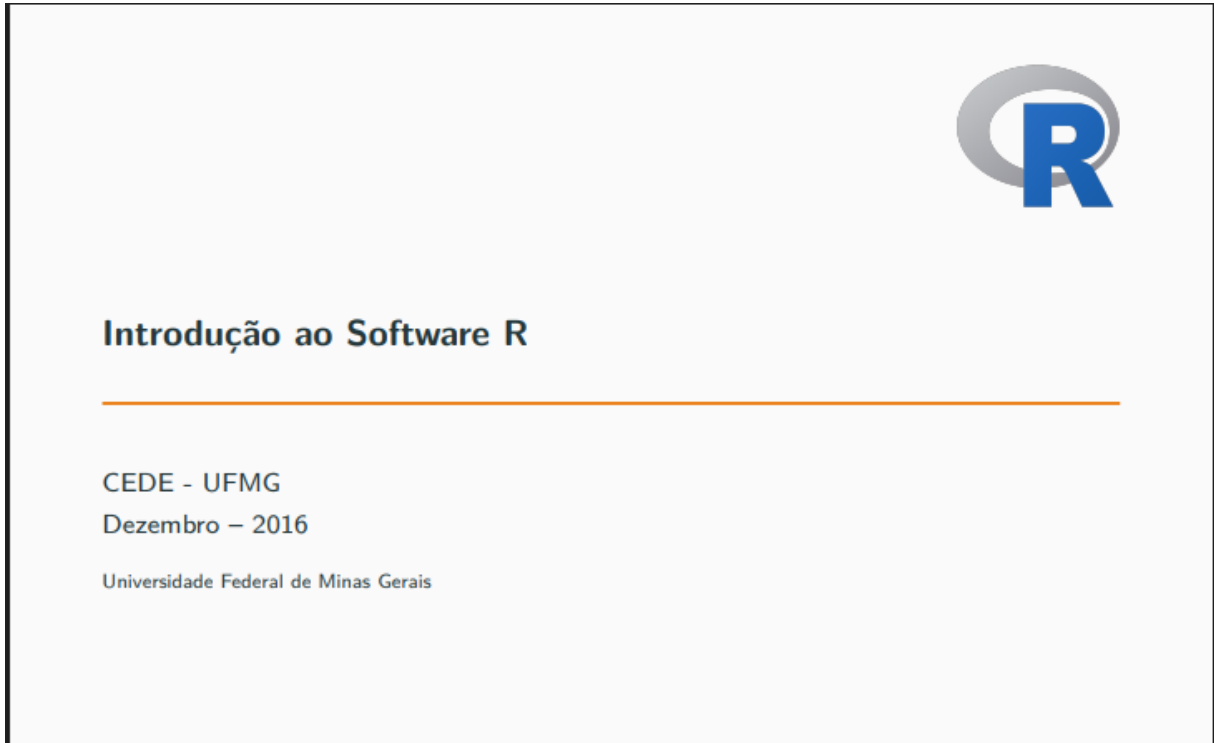 R
Introdução ao Software R
CEDE - UFMG
Dezembro – 2016
Universidade Federal de Minas Gerais